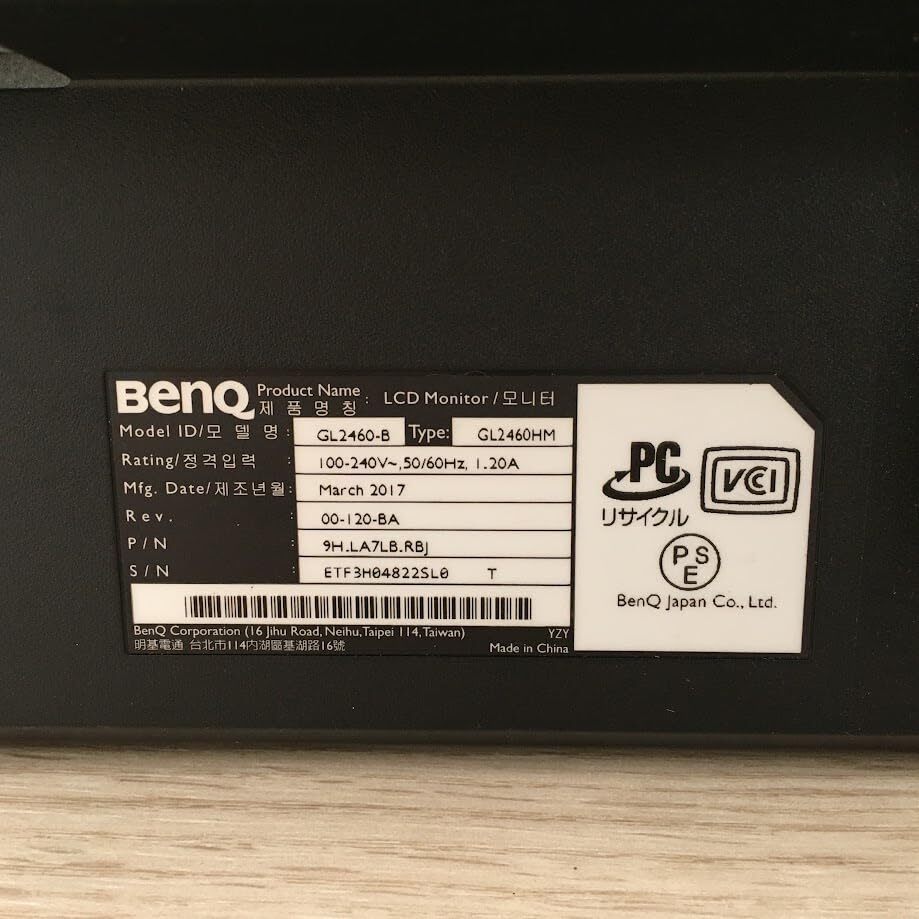 BenQ Product Name : LCD Monitor / 모니터
제 품 명 칭
Model ID/모 델 명 : GL2460-B Type: GL2460HM
Rating/정격입력 : 100-240V~,50/60Hz, 1.20A
Mfg. Date/제조년월: March 2017
Rev. : 00-120-BA
P/N : 9H.LA7LB.RBJ
S/N : ETF3H04822SL0 T
BenQ Corporation (16 Jihu Road, Neihu,Taipei 114, Taiwan) YZY
明基電通 台北市114內湖區基湖路16號 Made in China
PC
リサイクル
VCI
PSE
BenQ Japan Co., Ltd.